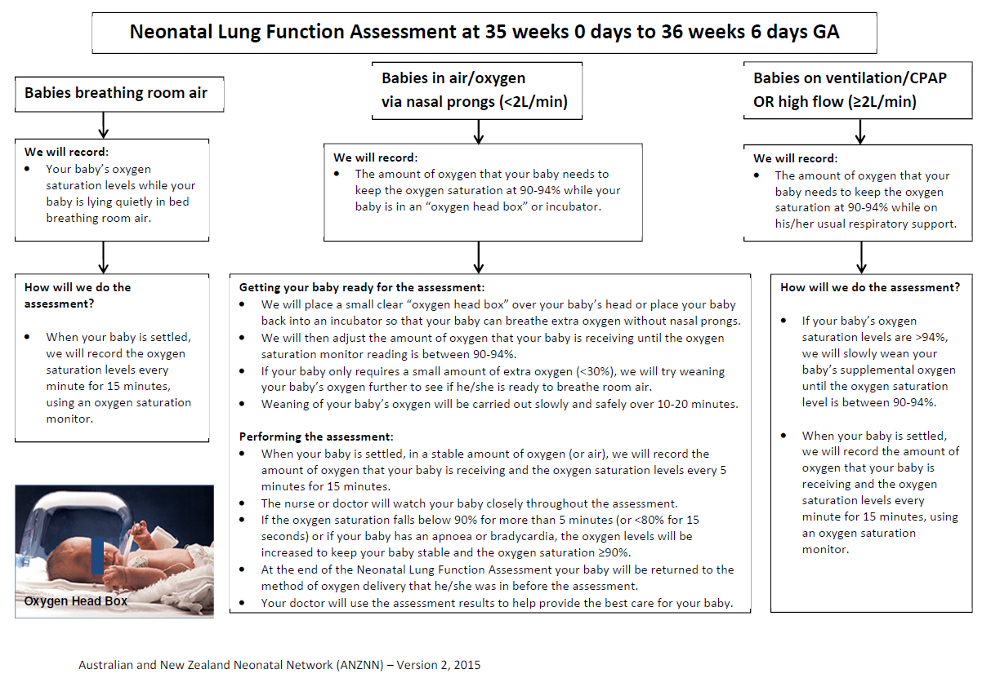 Neonatal Lung Function Assessment at 35 weeks 0 days to 36 weeks 6 days GA
Babies breathing room air
We will record:
• Your baby’s oxygen
saturation levels while your
baby is lying quietly in bed
breathing room air.
How will we do the
assessment?
• When your baby is settled,
we will record the oxygen
saturation levels every
minute for 15 minutes,
using an oxygen saturation
monitor.
Oxygen Head Box
Babies in air/oxygen
via nasal prongs (<2L/min)
We will record:
• The amount of oxygen that your baby needs to
keep the oxygen saturation at 90-94% while your
baby is in an “oxygen head box” or incubator.
Getting your baby ready for the assessment:
• We will place a small clear “oxygen head box” over your baby’s head or place your baby
back into an incubator so that your baby can breathe extra oxygen without nasal prongs.
• We will then adjust the amount of oxygen that your baby is receiving until the oxygen
saturation monitor reading is between 90-94%.
• If your baby only requires a small amount of extra oxygen (<30%), we will try weaning
your baby’s oxygen further to see if he/she is ready to breathe room air.
• Weaning of your baby’s oxygen will be carried out slowly and safely over 10-20 minutes.
Performing the assessment:
• When your baby is settled, in a stable amount of oxygen (or air), we will record the
amount of oxygen that your baby is receiving and the oxygen saturation levels every 5
minutes for 15 minutes.
• The nurse or doctor will watch your baby closely throughout the assessment.
• If the oxygen saturation falls below 90% for more than 5 minutes (or <80% for 15
seconds) or if your baby has an apnoea or bradycardia, the oxygen levels will be
increased to keep your baby stable and the oxygen saturation ≥90%.
• At the end of the Neonatal Lung Function Assessment your baby will be returned to the
method of oxygen delivery that he/she was in before the assessment.
• Your doctor will use the assessment results to help provide the best care for your baby.
Babies on ventilation/CPAP
OR high flow (≥2L/min)
We will record:
• The amount of oxygen that your
baby needs to keep the oxygen
saturation at 90-94% while on
his/her usual respiratory support.
How will we do the assessment?
• If your baby’s oxygen
saturation levels are >94%,
we will slowly wean your
baby’s supplemental oxygen
until the oxygen saturation
level is between 90-94%.
• When your baby is settled,
we will record the amount of
oxygen that your baby is
receiving and the oxygen
saturation levels every
minute for 15 minutes, using
an oxygen saturation
monitor.
Australian and New Zealand Neonatal Network (ANZNN) – Version 2, 2015